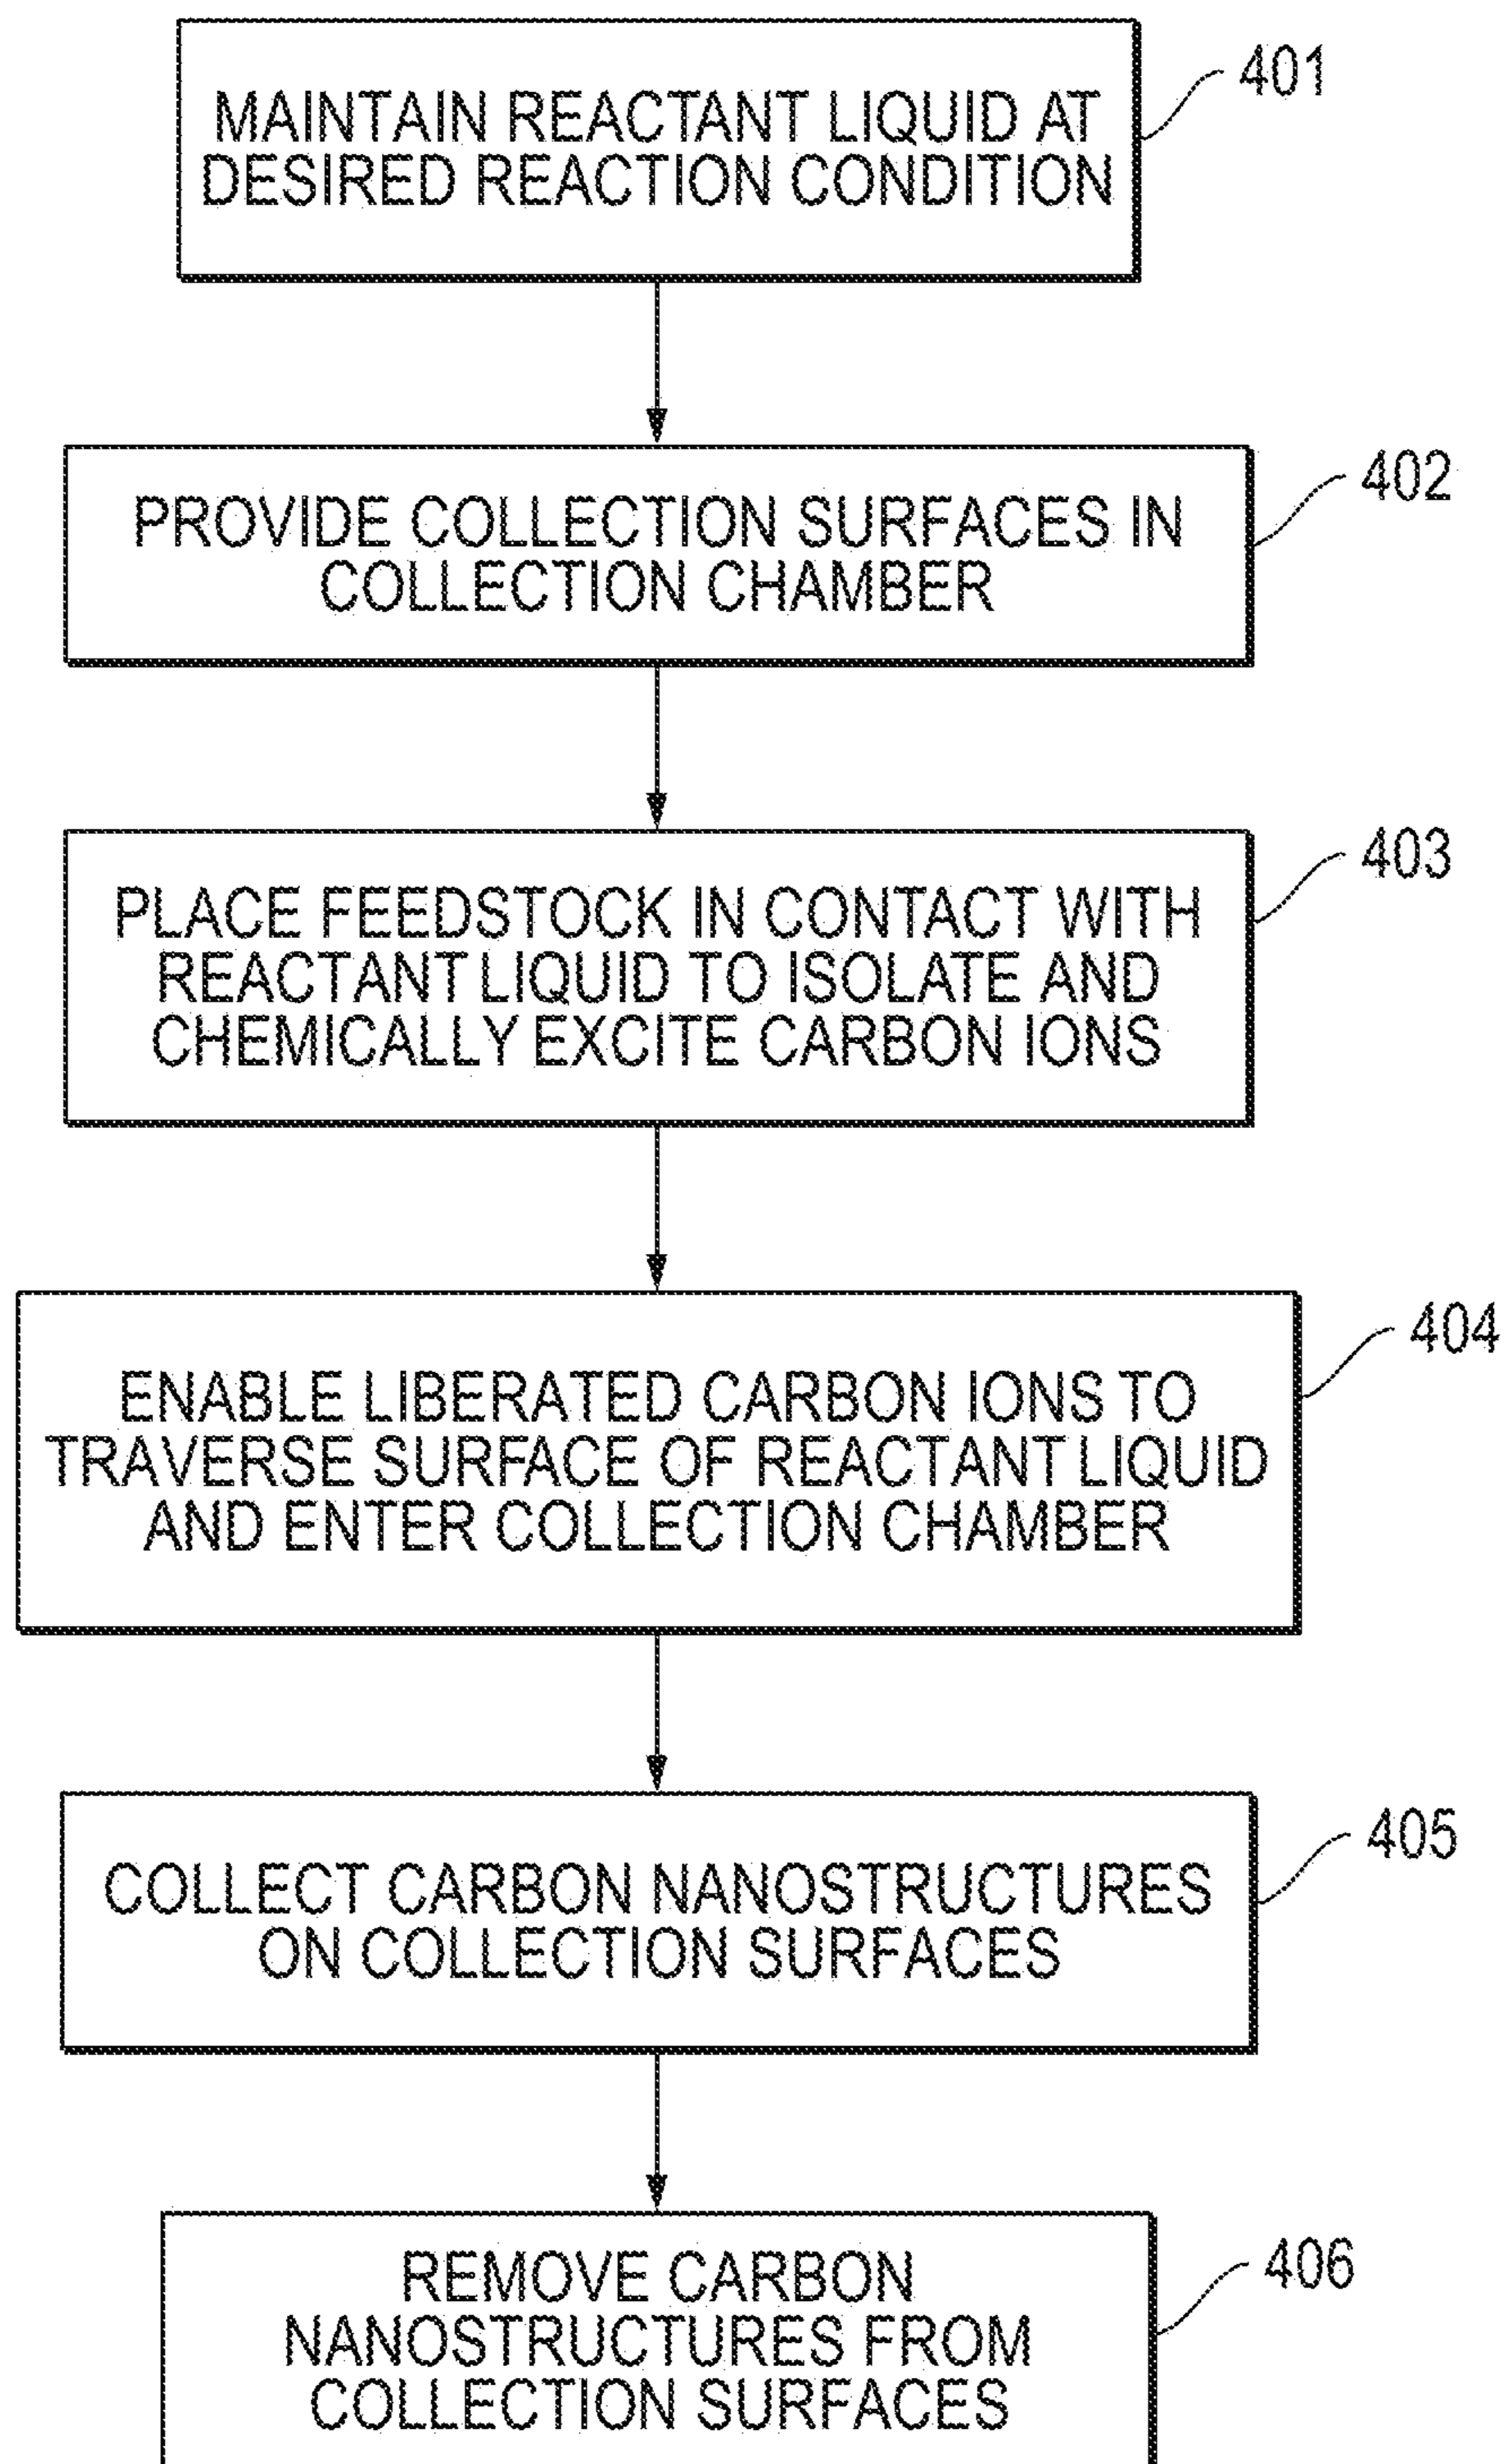 MAINTAIN REACTANT LIQUID AT
DESIRED REACTION CONDITION
401
PROVIDE COLLECTION SURFACES IN
COLLECTION CHAMBER
402
PLACE FEEDSTOCK IN CONTACT WITH
REACTANT LIQUID TO ISOLATE AND
CHEMICALLY EXCITE CARBON IONS
403
ENABLE LIBERATED CARBON IONS TO
TRAVERSE SURFACE OF REACTANT LIQUID
AND ENTER COLLECTION CHAMBER
404
COLLECT CARBON NANOSTRUCTURES
ON COLLECTION SURFACES
405
REMOVE CARBON
NANOSTRUCTURES FROM
COLLECTION SURFACES
406